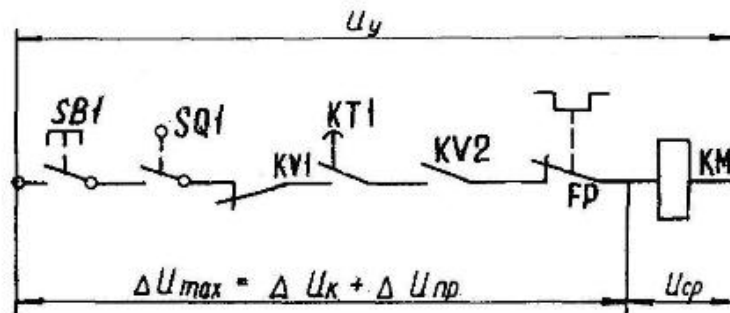 Uу
SB1
SQ1
KV1
KT1
KV2
FP
KM
ΔUmax = ΔUк + ΔUпр
Uср